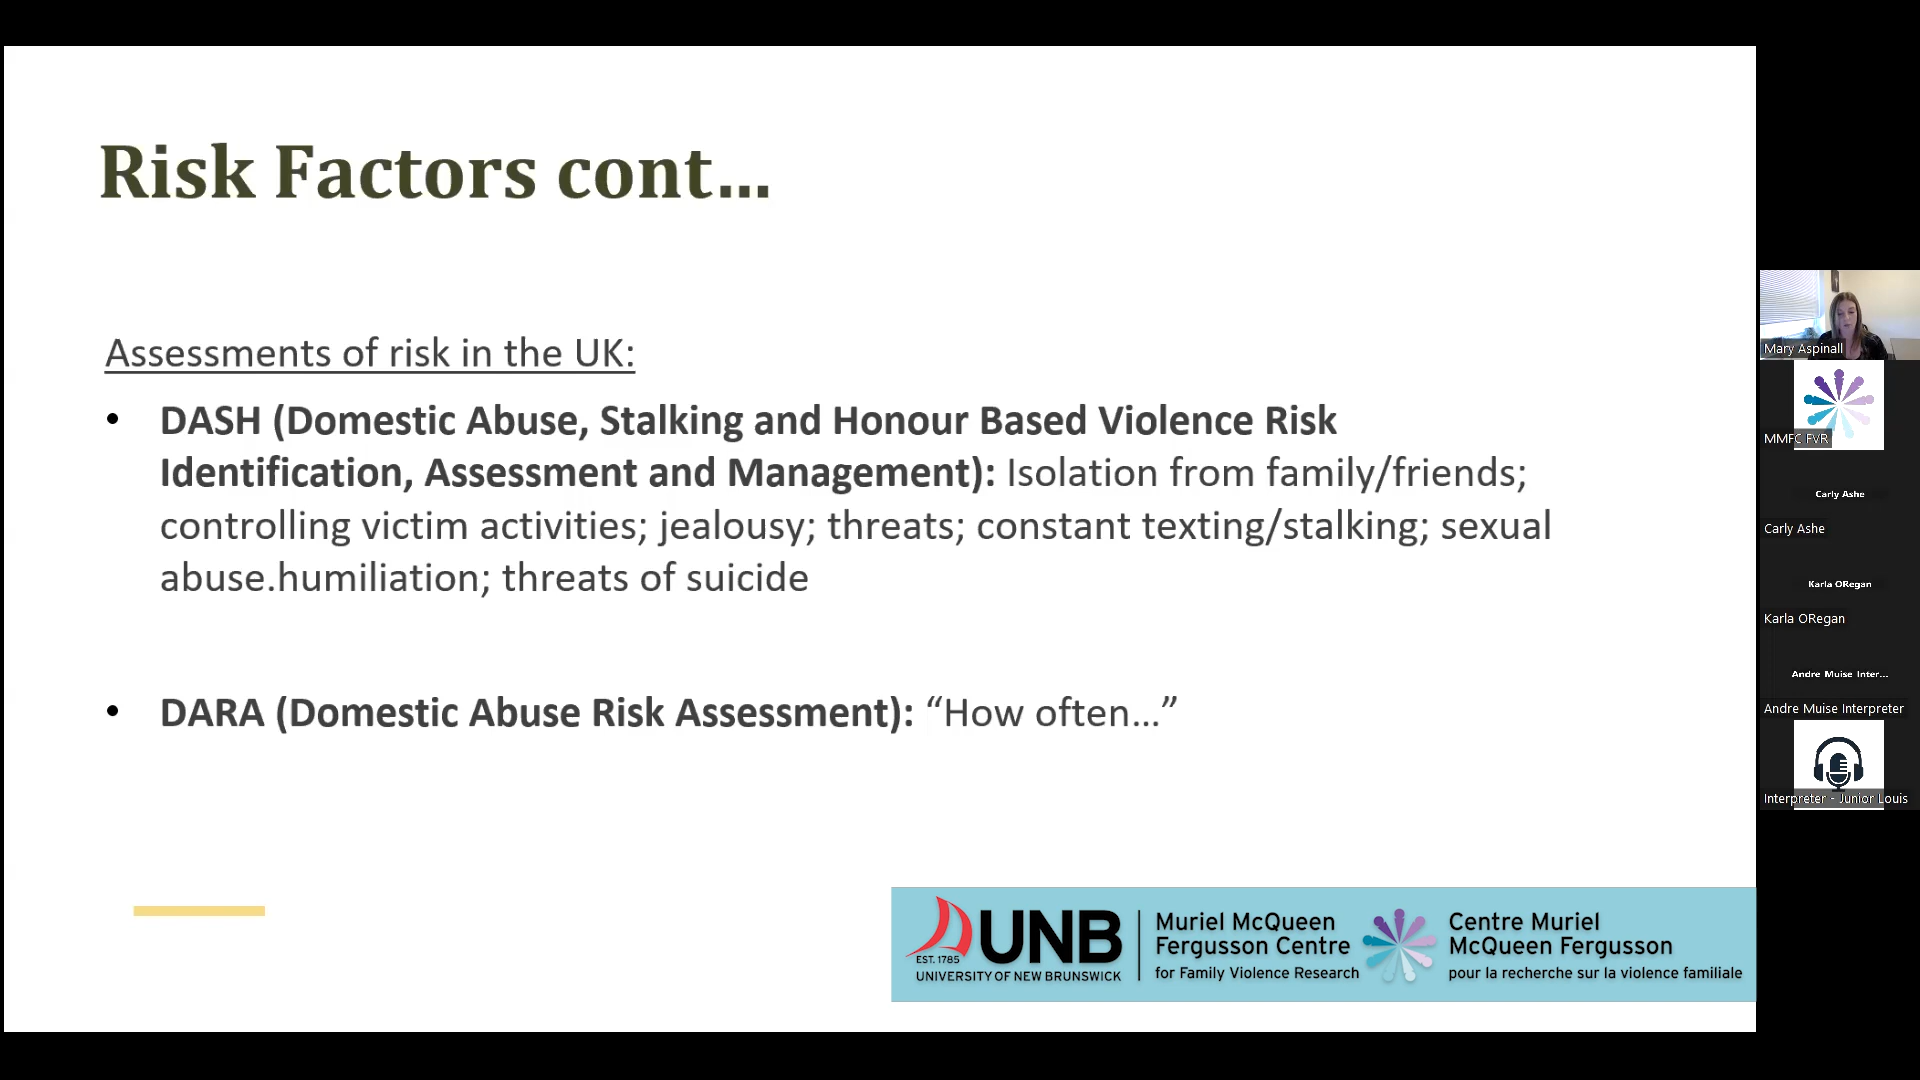 Risk Factors cont…
Assessments of risk in the UK:
• DASH (Domestic Abuse, Stalking and Honour Based Violence Risk
Identification, Assessment and Management): Isolation from family/friends;
controlling victim activities; jealousy; threats; constant texting/stalking; sexual
abuse.humiliation; threats of suicide
• DARA (Domestic Abuse Risk Assessment): “How often…”
EST. 1785
UNB
UNIVERSITY OF NEW BRUNSWICK
Muriel McQueen
Fergusson Centre
for Family Violence Research
Centre Muriel
McQueen Fergusson
pour la recherche sur la violence familiale
Mary Aspinall
MMFC FVR
Carly Ashe
Carly Ashe
Karla ORegan
Karla ORegan
Andre Muise Inter...
Andre Muise Interpreter
Interpreter - Junior Louis